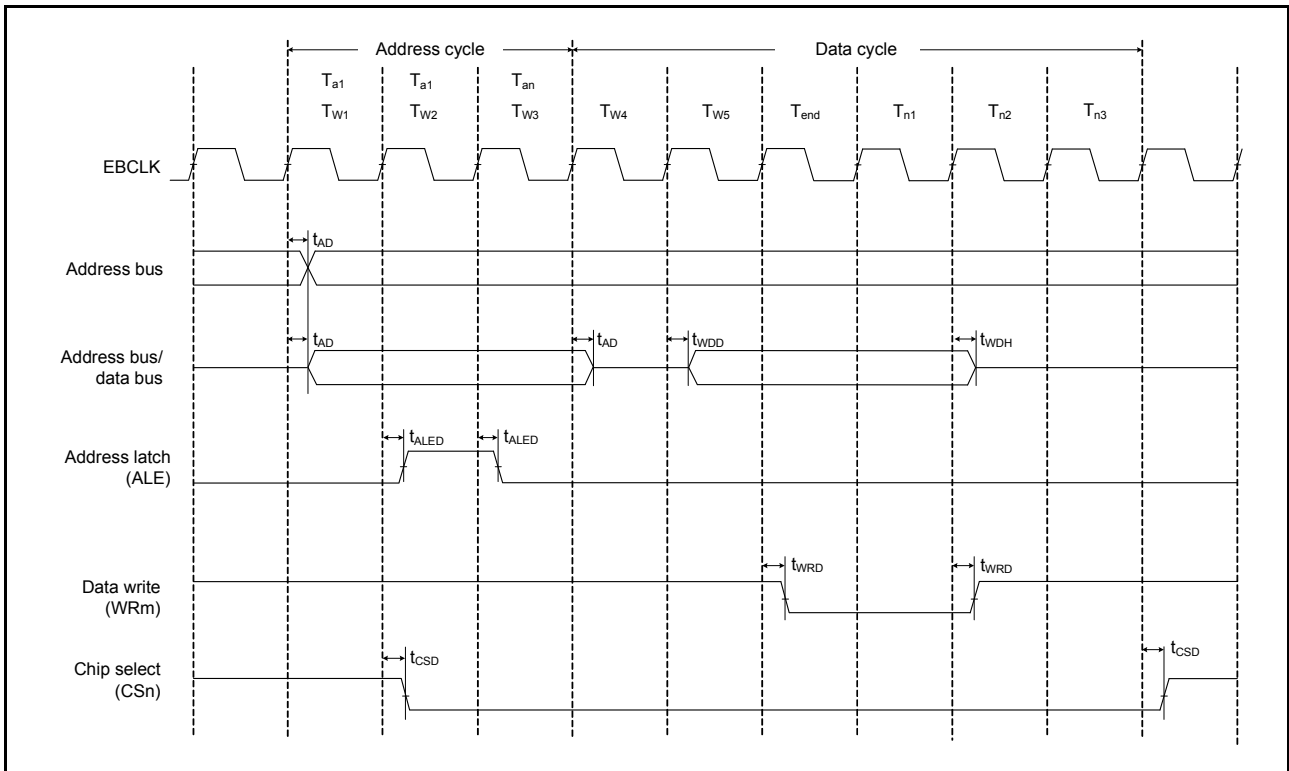 Address cycle Data cycle
Ta1 Ta1 Tan
TW1 TW2 TW3 TW4 TW5 Tend Tn1 Tn2 Tn3
EBCLK
tAD
Address bus
tAD tAD tWDD tWDH
Address bus/
data bus
tALED tALED
Address latch
(ALE)
tWRD tWRD
Data write
(WRm)
tCSD tCSD
Chip select
(CSn)